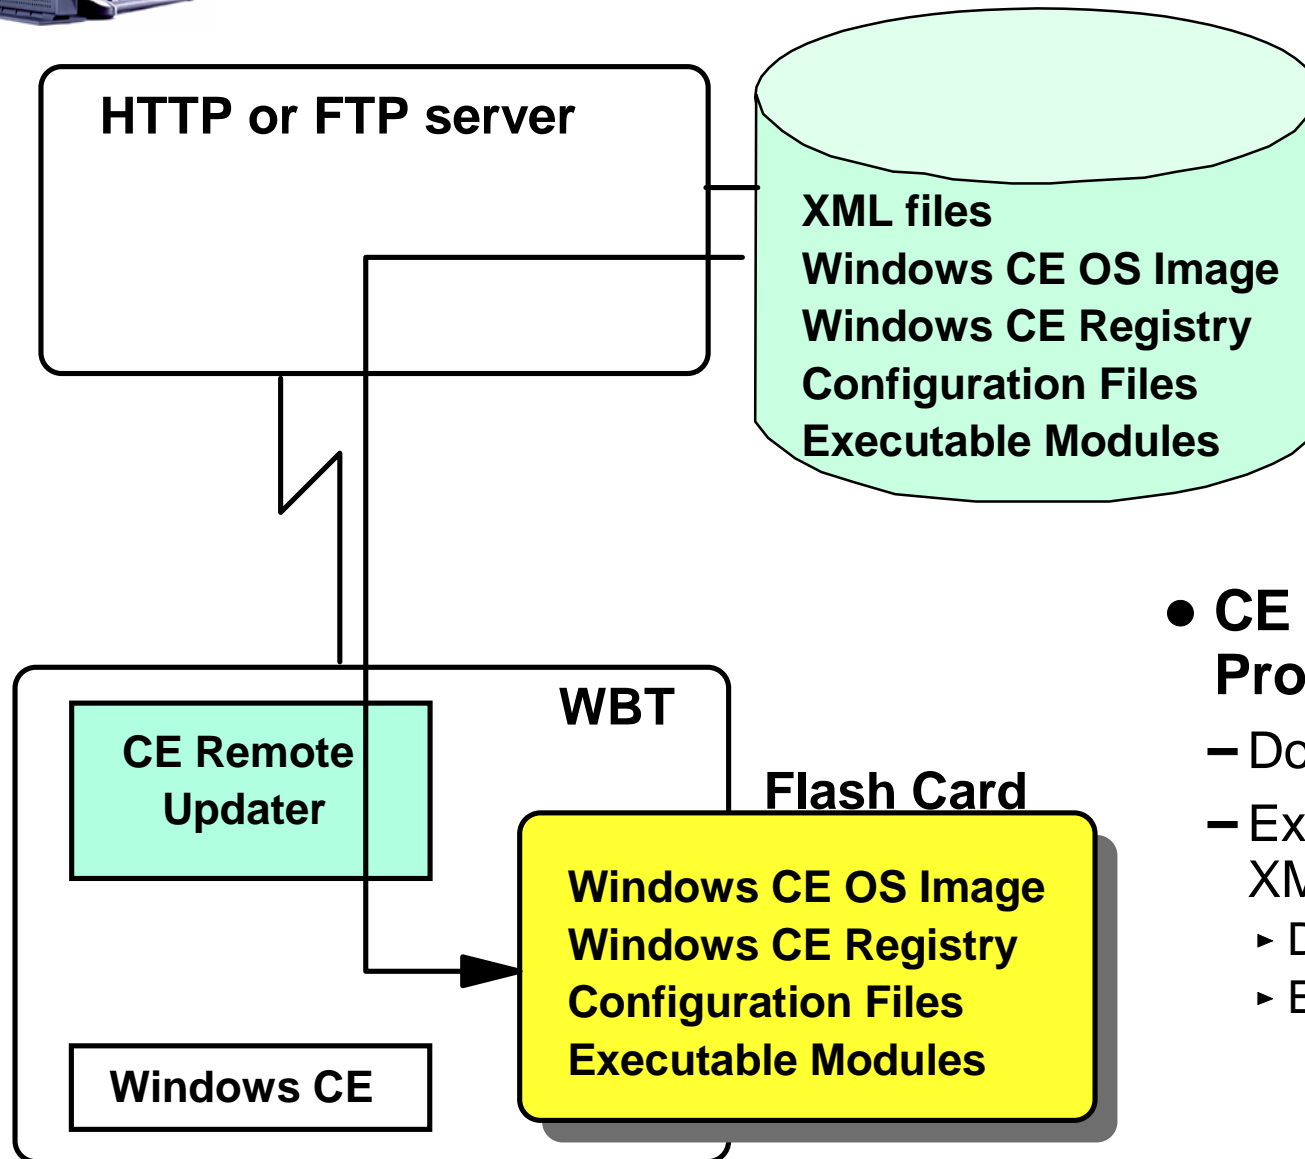 HTTP or FTP server
XML files
Windows CE OS Image
Windows CE Registry
Configuration Files
Executable Modules
WBT
CE Remote
Updater
Windows CE
Flash Card
Windows CE OS Image
Windows CE Registry
Configuration Files
Executable Modules
CE